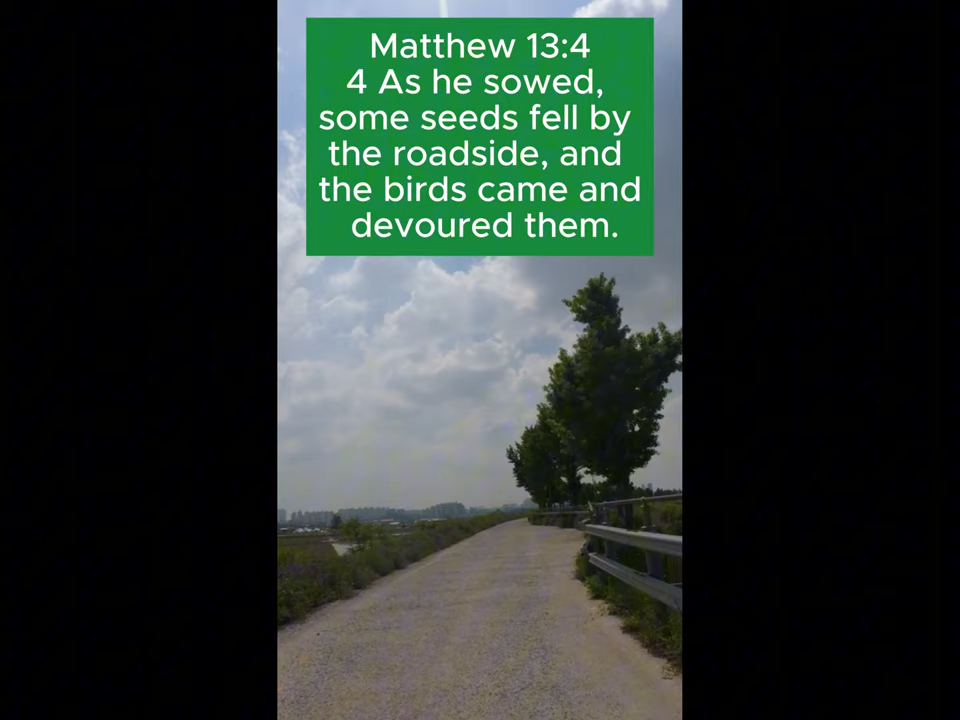 Matthew 13:4
4 As he sowed,
some seeds fell by
the roadside, and
the birds came and
devoured them.